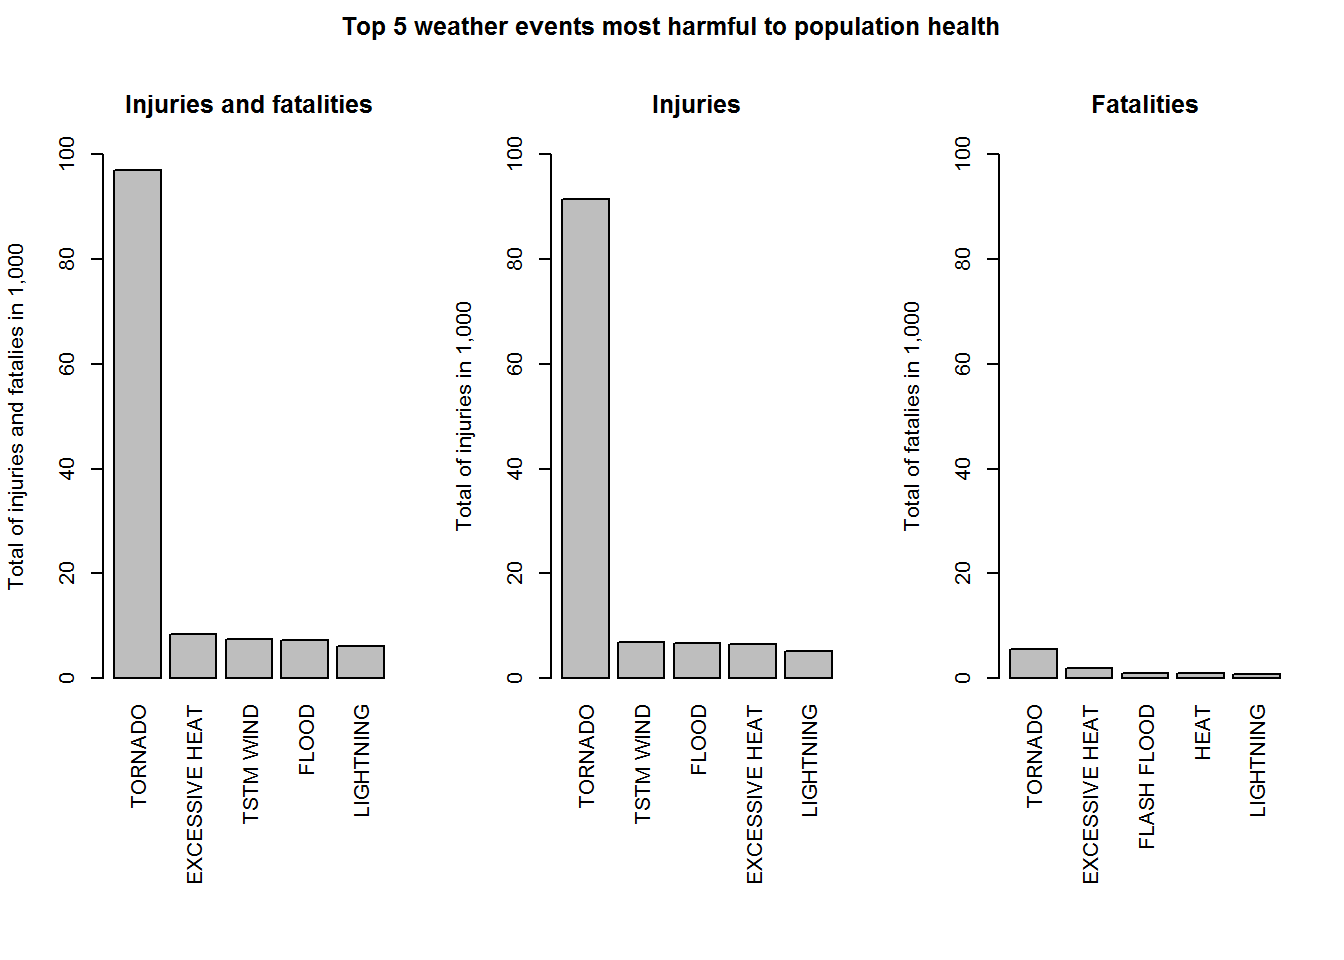 Top 5 weather events most harmful to population health
Injuries and fatalities
Total of injuries and fatalies in 1,000
100
80
60
40
20
0
TORNADO
EXCESSIVE HEAT
TSTM WIND
FLOOD
LIGHTNING
Injuries
Total of injuries in 1,000
100
80
60
40
20
0
TORNADO
TSTM WIND
FLOOD
EXCESSIVE HEAT
LIGHTNING
Fatalities
Total of fatalies in 1,000
100
80
60
40
20
0
TORNADO
EXCESSIVE HEAT
FLASH FLOOD
HEAT
LIGHTNING